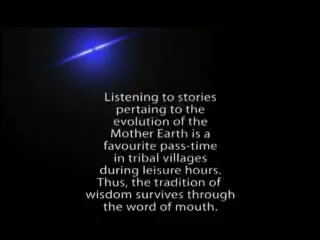 Listening to stories
pertaing to the
evolution of the
Mother Earth is a
favourite pass-time
in tribal villages
during leisure hours.
Thus, the tradition of
wisdom survives through
the word of mouth.